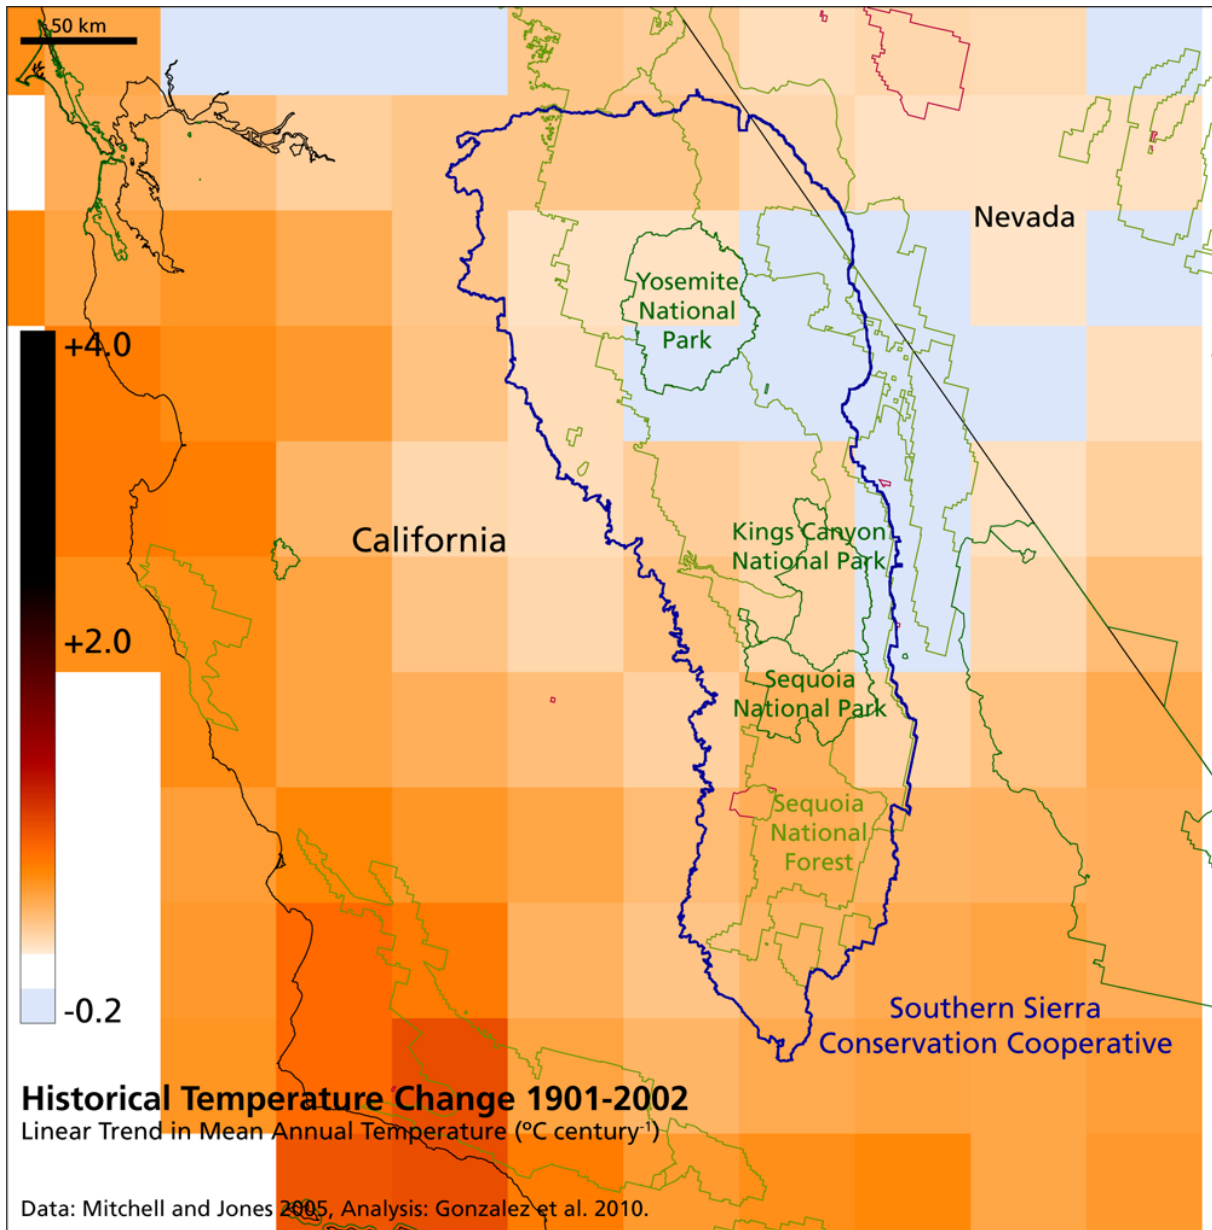 50 km
Nevada
Yosemite
National
Park
+4.0
California
Kings Canyon
National Park
+2.0
Sequoia
National Park
Sequoia
National
Forest
-0.2
Southern Sierra
Conservation Cooperative
Historical Temperature Change 1901-2002
Linear Trend in Mean Annual Temperature (ºC century⁻¹)
Data: Mitchell and Jones 2005, Analysis: Gonzalez et al. 2010.